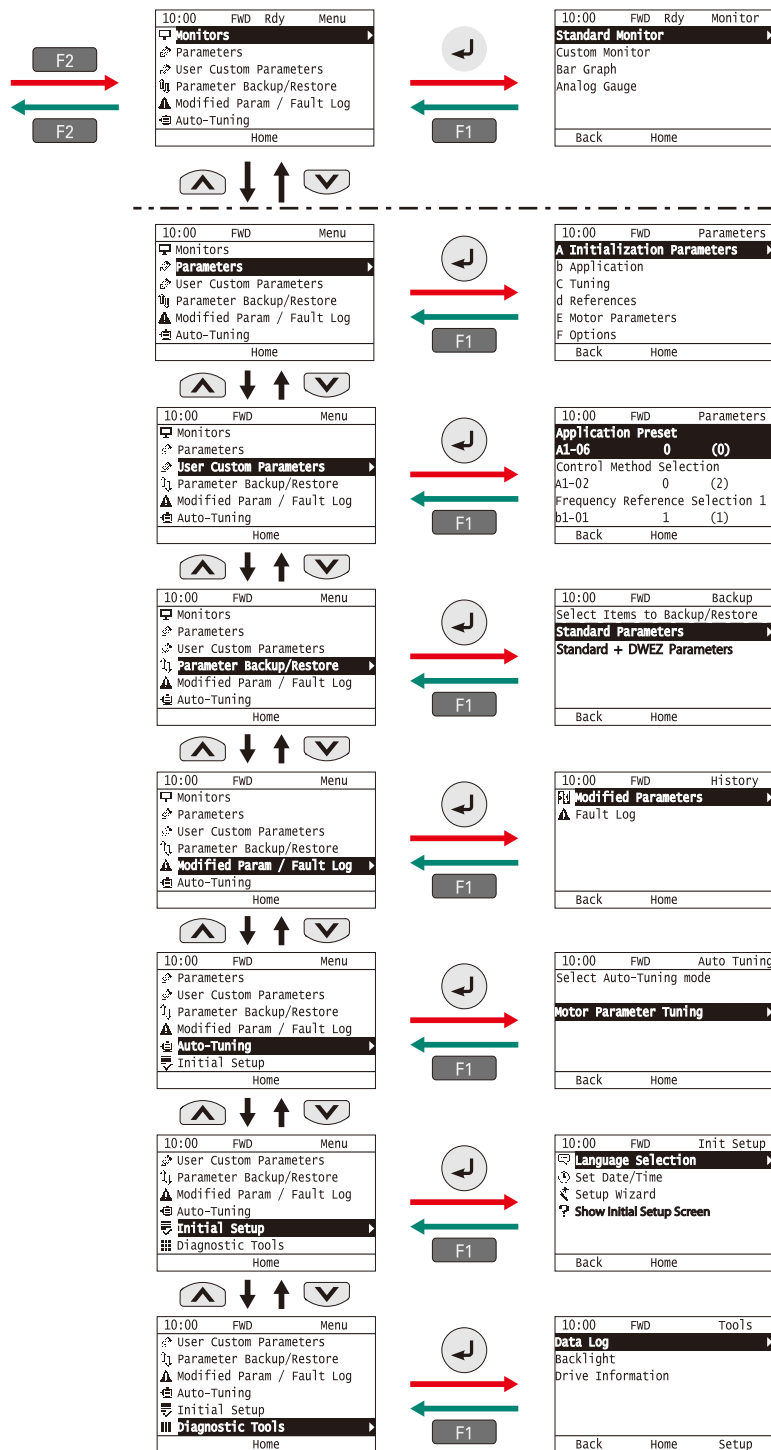 F2
F2
10:00 FWD Rdy Menu
Monitors
Parameters
User Custom Parameters
Parameter Backup/Restore
Modified Param / Fault Log
Auto-Tuning
Home
F1
10:00 FWD Rdy Monitor
Standard Monitor
Custom Monitor
Bar Graph
Analog Gauge
Back Home
10:00 FWD Menu
Monitors
Parameters
User Custom Parameters
Parameter Backup/Restore
Modified Param / Fault Log
Auto-Tuning
Home
F1
10:00 FWD Parameters
A Initialization Parameters
b Application
C Tuning
d References
E Motor Parameters
F Options
Back Home
10:00 FWD Menu
Monitors
Parameters
User Custom Parameters
Parameter Backup/Restore
Modified Param / Fault Log
Auto-Tuning
Home
F1
10:00 FWD Parameters
Application Preset
A1-06 0 (0)
Control Method Selection
A1-02 0 (2)
Frequency Reference Selection 1
b1-01 1 (1)
Back Home
10:00 FWD Menu
Monitors
Parameters
User Custom Parameters
Parameter Backup/Restore
Modified Param / Fault Log
Auto-Tuning
Home
F1
10:00 FWD Backup
Select Items to Backup/Restore
Standard Parameters
Standard + DWEZ Parameters
Back Home
10:00 FWD Menu
Monitors
Parameters
User Custom Parameters
Parameter Backup/Restore
Modified Param / Fault Log
Auto-Tuning
Home
F1
10:00 FWD History
Modified Parameters
Fault Log
Back Home
10:00 FWD Menu
Parameters
User Custom Parameters
Parameter Backup/Restore
Modified Param / Fault Log
Auto-Tuning
Initial Setup
Home
F1
10:00 FWD Auto Tuning
Select Auto-Tuning mode
Motor Parameter Tuning
Back Home
10:00 FWD Menu
User Custom Parameters
Parameter Backup/Restore
Modified Param / Fault Log
Auto-Tuning
Initial Setup
Diagnostic Tools
Home
F1
10:00 FWD Init Setup
Language Selection
Set Date/Time
Setup Wizard
? Show Initial Setup Screen
Back Home
10:00 FWD Menu
User Custom Parameters
Parameter Backup/Restore
Modified Param / Fault Log
Auto-Tuning
Initial Setup
Diagnostic Tools
Home
F1
10:00 FWD Tools
Data Log
Backlight
Drive Information
Back Home Setup